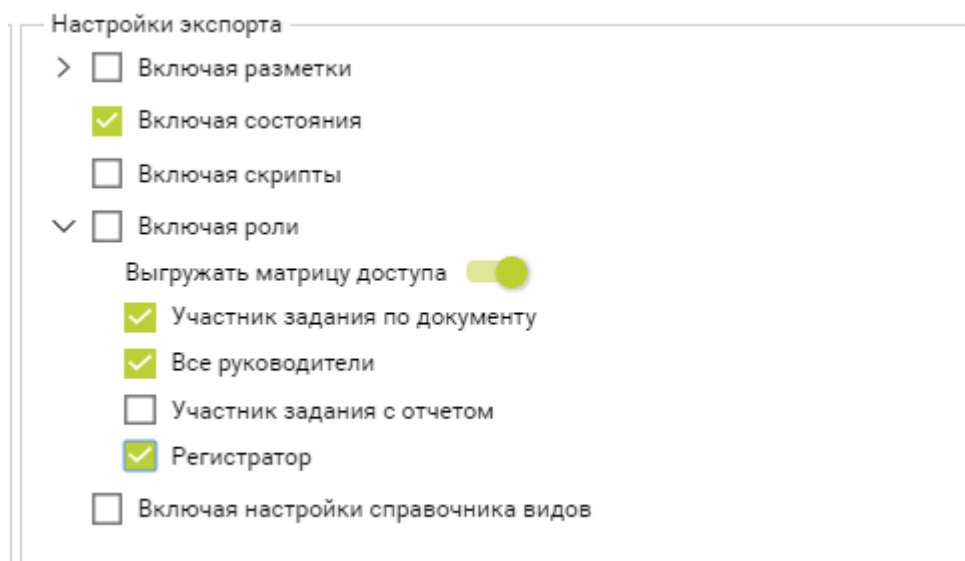 Настройки экспорта
Включая разметки
Включая состояния
Включая скрипты
Включая роли
Выгружать матрицу доступа
Участник задания по документу
Все руководители
Участник задания с отчетом
Регистратор
Включая настройки справочника видов